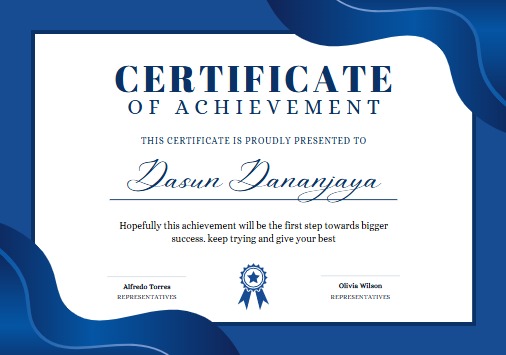 CERTIFICATE
OF ACHIEVEMENT
THIS CERTIFICATE IS PROUDLY PRESENTED TO
Dasun Dananjaya
Hopefully this achievement will be the first step towards bigger
success. keep trying and give your best
Alfredo Torres
REPRESENTATIVES
Olivia Wilson
REPRESENTATIVES